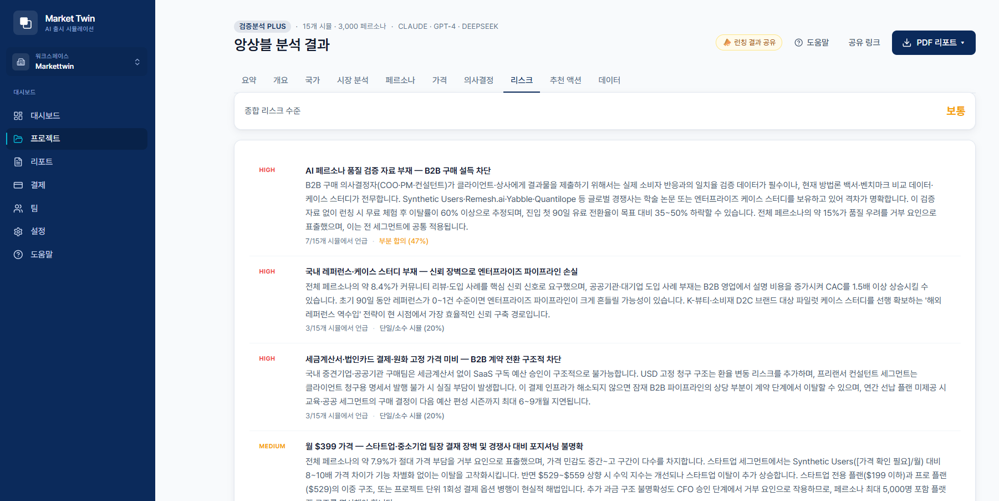 Market Twin
AI 출시 시뮬레이션
워크스페이스
Markettwin
대시보드
대시보드
프로젝트
리포트
결제
팀
설정
도움말
검증분석 PLUS · 15개 시뮬 · 3,000 페르소나 · CLAUDE · GPT-4 · DEEPSEEK
앙상블 분석 결과
런칭 결과 공유
도움말
공유 링크
PDF 리포트
요약 개요 국가 시장 분석 페르소나 가격 의사결정 리스크 추천 액션 데이터
종합 리스크 수준
보통
HIGH
AI 페르소나 품질 검증 자료 부재 — B2B 구매 설득 차단
B2B 구매 의사결정자(COO·PM·컨설턴트)가 클라이언트·상사에게 결과물을 제출하기 위해서는 실제 소비자 반응과의 일치율 검증 데이터가 필수이나, 현재 방법론 백서·벤치마크 비교 데이터·
케이스 스터디가 전무합니다. Synthetic Users·Remesh.ai·Yabble·Quantilope 등 글로벌 경쟁사는 학술 논문 또는 엔터프라이즈 케이스 스터디를 보유하고 있어 격차가 명확합니다. 이 검증
자료 없이 런칭 시 무료 체험 후 이탈률이 60% 이상으로 추정되며, 진입 첫 90일 유료 전환율이 목표 대비 35~50% 하락할 수 있습니다. 전체 페르소나의 약 15%가 품질 우려를 거부 요인으로
표출했으며, 이는 전 세그먼트에 공통 적용됩니다.
7/15개 시뮬에서 언급 · 부분 합의 (47%)
HIGH
국내 레퍼런스·케이스 스터디 부재 — 신뢰 장벽으로 엔터프라이즈 파이프라인 손실
전체 페르소나의 약 8.4%가 커뮤니티 리뷰·도입 사례를 핵심 신뢰 신호로 요구했으며, 공공기관·대기업 도입 사례 부재는 B2B 영업에서 설명 비용을 증가시켜 CAC를 1.5배 이상 상승시킬 수
있습니다. 초기 90일 동안 레퍼런스가 0~1건 수준이면 엔터프라이즈 파이프라인이 크게 흔들릴 가능성이 있습니다. K-뷰티·소비재 D2C 브랜드 대상 파일럿 케이스 스터디를 선행 확보하는 '해외
레퍼런스 역수입' 전략이 현 시점에서 가장 효율적인 신뢰 구축 경로입니다.
3/15개 시뮬에서 언급 · 단일/소수 시뮬 (20%)
HIGH
세금계산서·법인카드 결제·원화 고정 가격 미비 — B2B 계약 전환 구조적 차단
국내 중견기업·공공기관 구매팀은 세금계산서 없이 SaaS 구독 예산 승인이 구조적으로 불가능합니다. USD 고정 청구 구조는 환율 변동 리스크를 추가하며, 프리랜서 컨설턴트 세그먼트는
클라이언트 청구용 명세서 발행 불가 시 실질 부담이 발생합니다. 이 결제 인프라가 해소되지 않으면 잠재 B2B 파이프라인의 상당 부분이 계약 단계에서 이탈할 수 있으며, 연간 선납 플랜 미제공 시
교육·공공 세그먼트의 구매 결정이 다음 예산 편성 시즌까지 최대 6~9개월 지연됩니다.
3/15개 시뮬에서 언급 · 단일/소수 시뮬 (20%)
MEDIUM
월 $399 가격 — 스타트업·중소기업 팀장 결재 장벽 및 경쟁사 대비 포지셔닝 불명확
전체 페르소나의 약 7.9%가 절대 가격 부담을 거부 요인으로 표출했으며, 가격 민감도 중간~고 구간이 다수를 차지합니다. 스타트업 세그먼트에서는 Synthetic Users([가격 확인 필요]/월) 대비
8~10배 가격 차이가 기능 차별화 없이는 이탈을 고착화시킵니다. 반면 $529~$559 상향 시 수익 지수는 개선되나 스타트업 이탈이 추가 상승합니다. 스타트업 전용 플랜($199 이하)과 프로 플랜
($529)의 이중 구조, 또는 프로젝트 단위 1회성 결제 옵션 병행이 현실적 해법입니다. 추가 과금 구조 불명확성도 CFO 승인 단계에서 거부 요인으로 작용하므로, 페르소나 최대 5,000명 포함 플랫